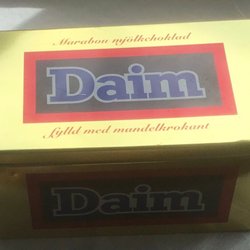 Marabou mjölkchoklad
Daim
Fylld med mandelkrokant
Daim